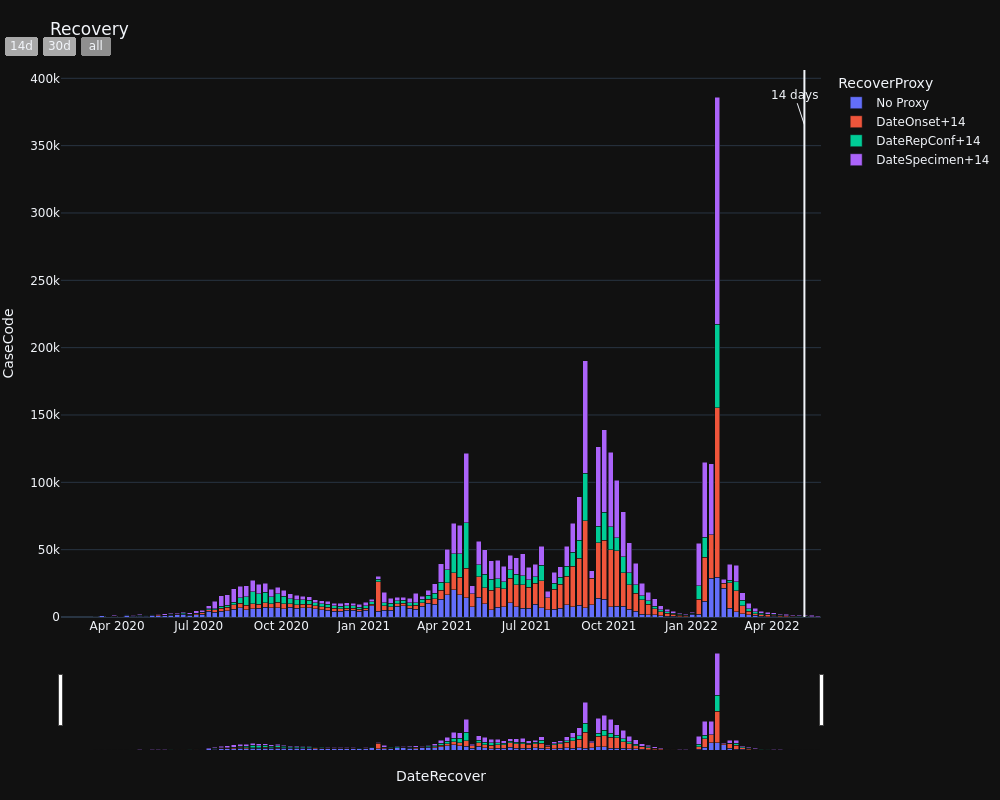 Recovery
14d 30d all
400k
350k
300k
250k
200k
150k
100k
50k
0
CaseCode
14 days
RecoverProxy
No Proxy
DateOnset+14
DateRepConf+14
DateSpecimen+14
Apr 2020 Jul 2020 Oct 2020 Jan 2021 Apr 2021 Jul 2021 Oct 2021 Jan 2022 Apr 2022
DateRecover